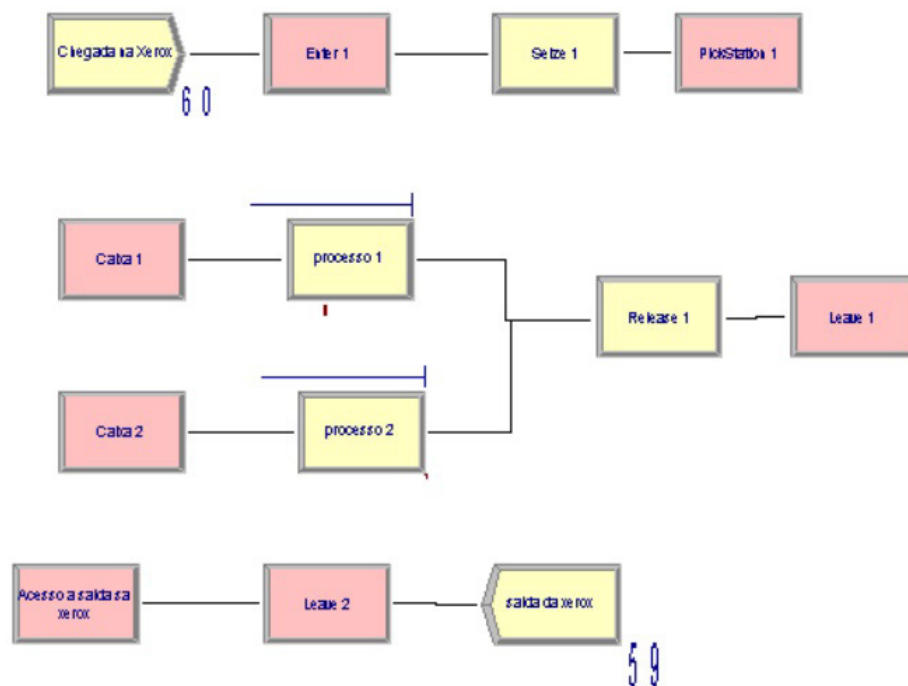 Chegada na Xerox
Enter 1
Seize 1
PickStation 1
60
Caixa 1
processo 1
Release 1
Leave 1
Caixa 2
processo 2
Acesso a saida sa
xerox
Leave 2
saida da xerox
59